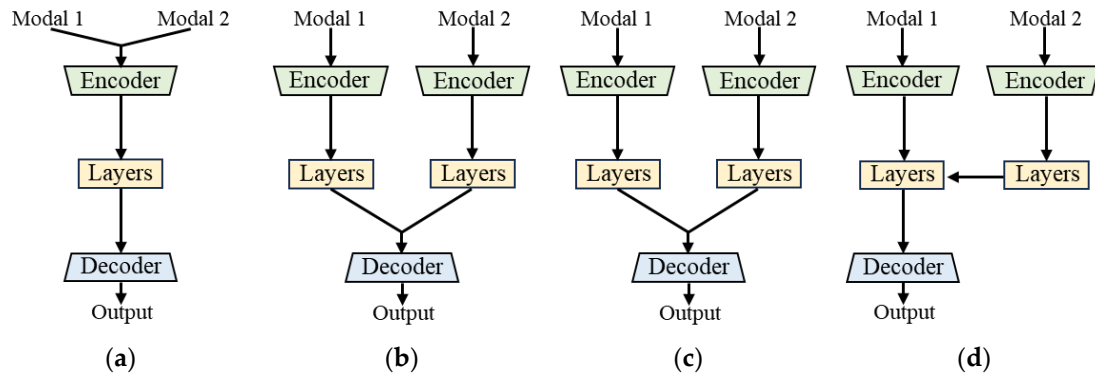 Modal 1 Modal 2 Modal 1 Modal 2 Modal 1 Modal 2 Modal 1 Modal 2
Encoder Encoder Encoder Encoder Encoder Encoder Encoder
Layers Layers Layers Layers Layers Layers Layers
Decoder Decoder Decoder Decoder
Output Output Output Output
(a) (b) (c) (d)